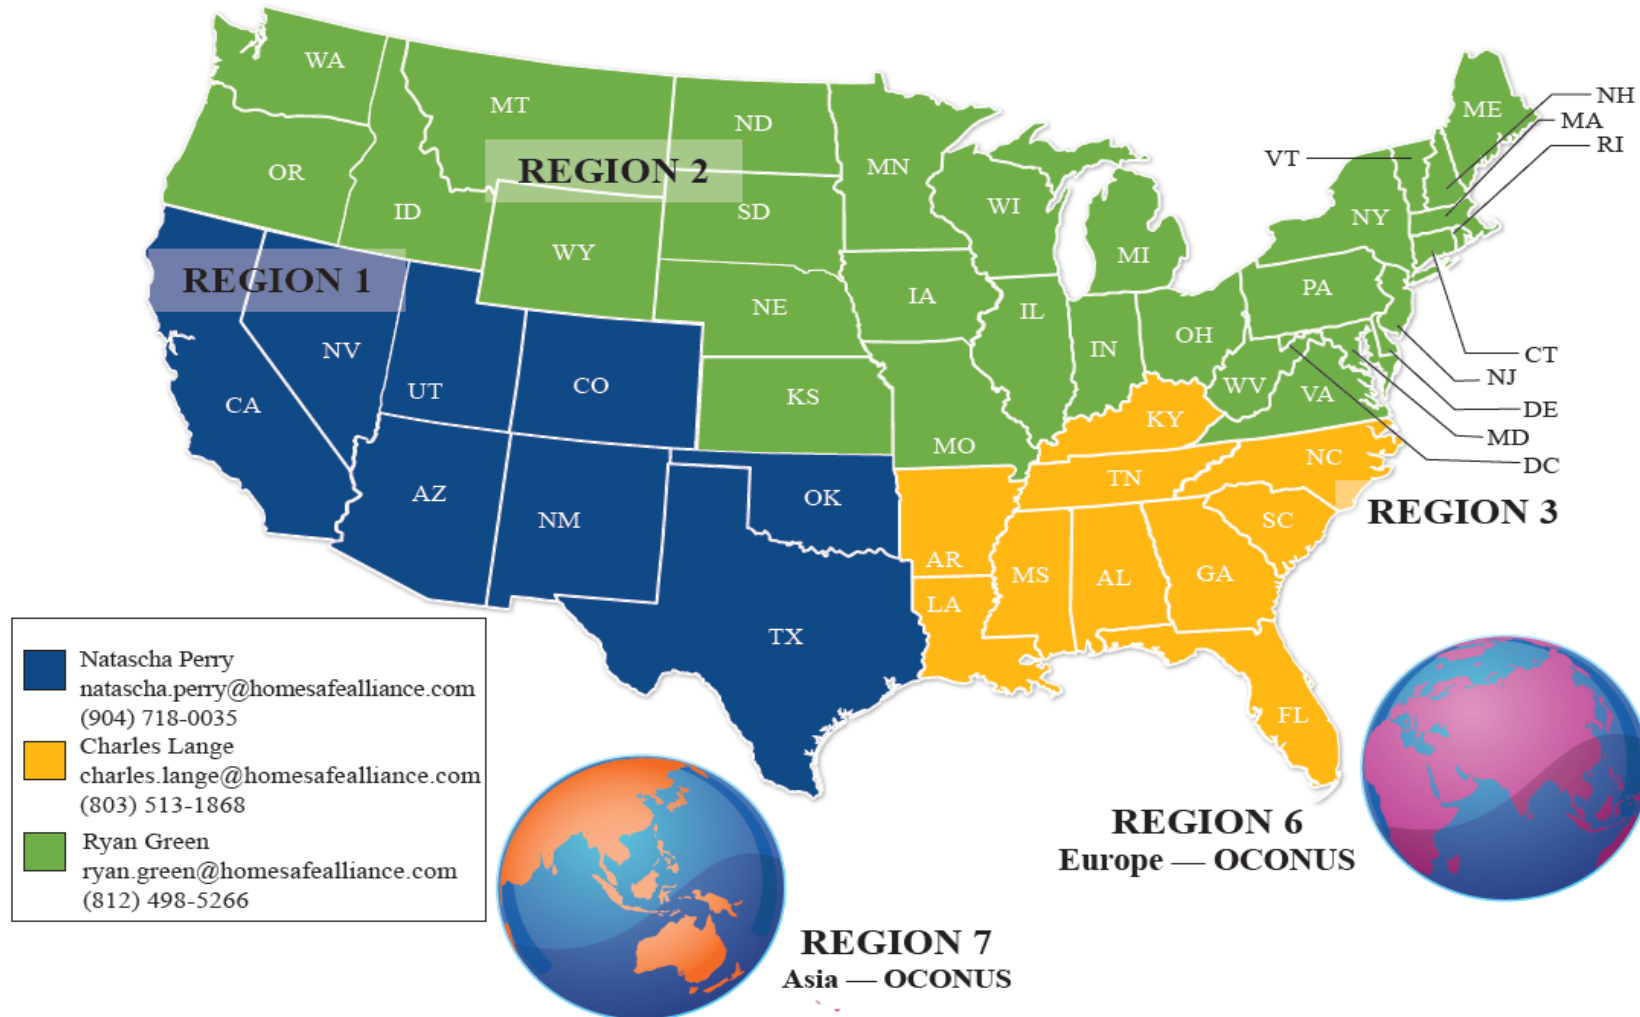 WA
MT
ND
MN
ME
NH
MA
RI
VT
OR
REGION 2
ID
SD
WI
NY
WY
MI
REGION 1
NE
IA
IL
PA
NV
IN
OH
CT
UT
CO
KS
WV
VA
NJ
CA
KY
DE
MO
MD
NC
DC
AZ
NM
OK
TN
REGION 3
SC
AR
MS
AL
GA
LA
TX
FL
Natascha Perry
natascha.perry@homesafealliance.com
(904) 718-0035
Charles Lange
charles.lange@homesafealliance.com
(803) 513-1868
Ryan Green
ryan.green@homesafealliance.com
(812) 498-5266
REGION 6
Europe — OCONUS
REGION 7
Asia — OCONUS